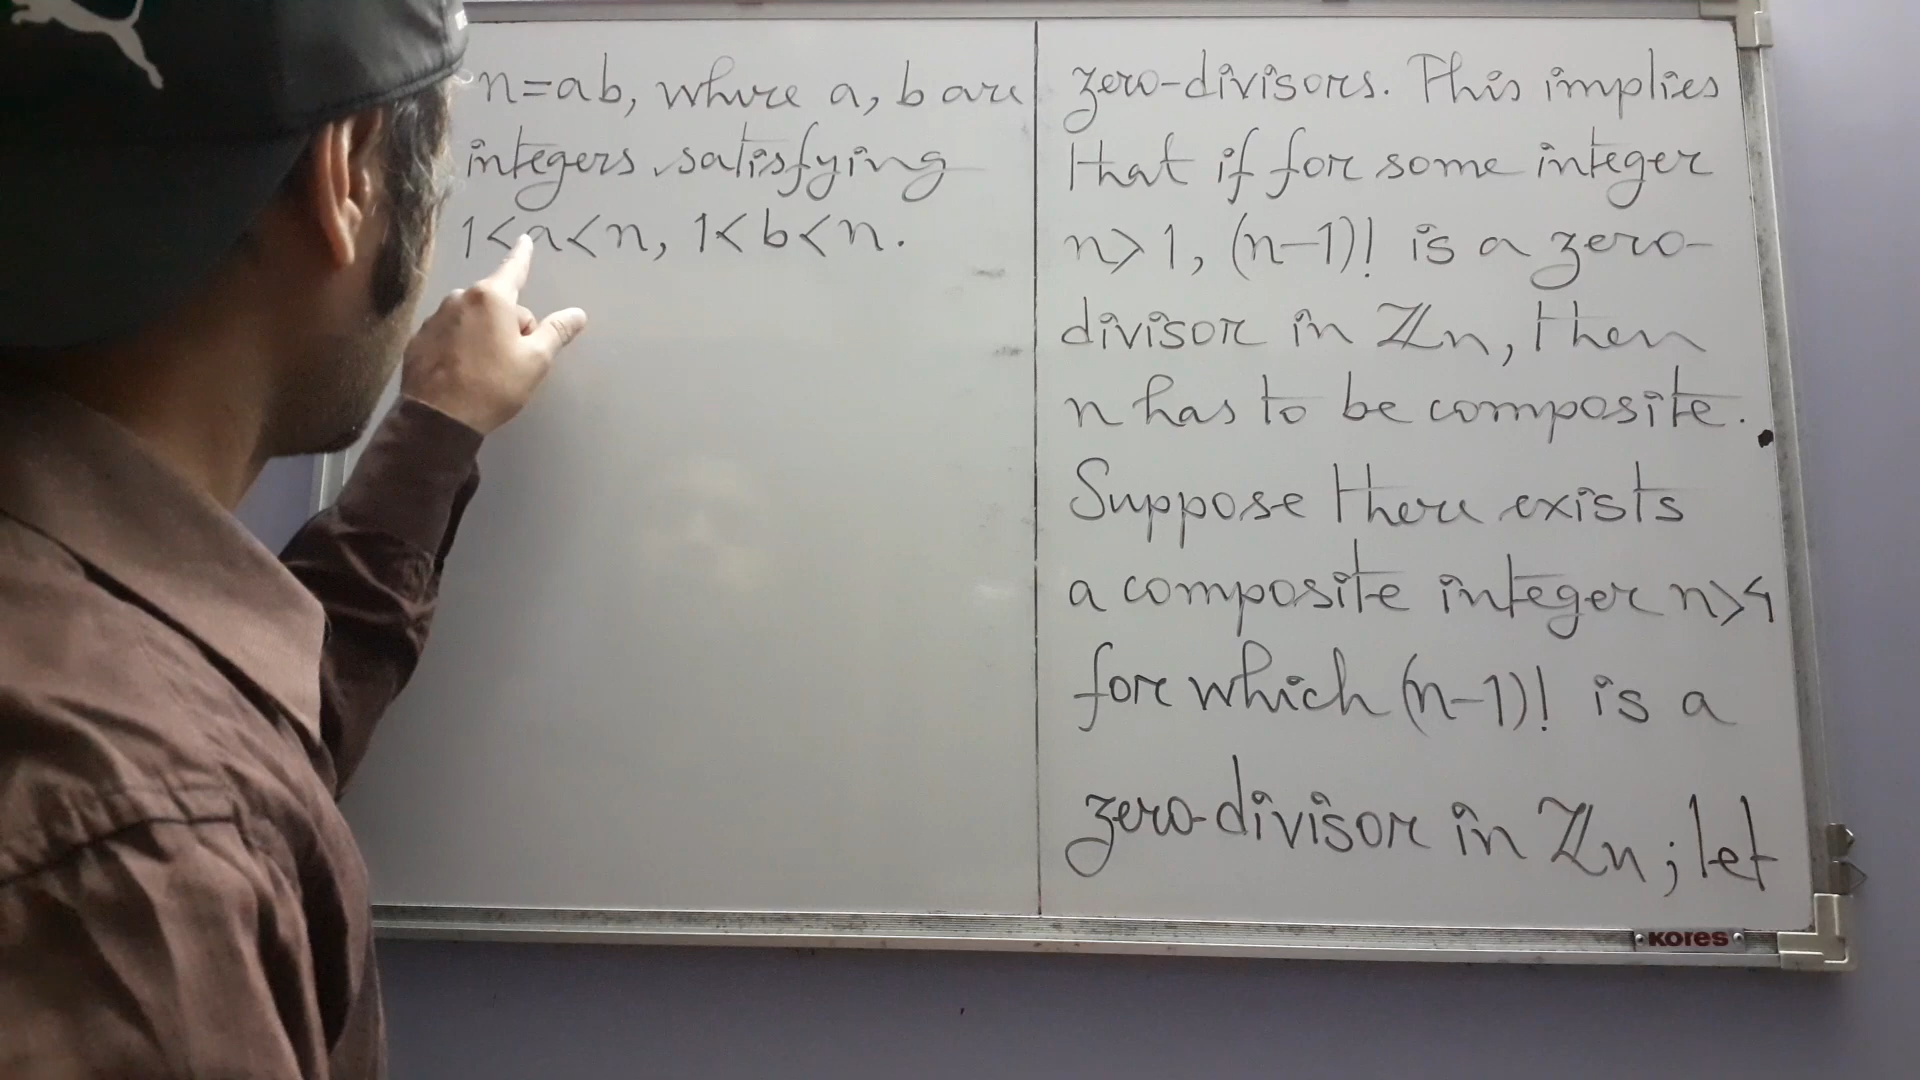 n=ab, where a, b are
integers satisfying
1<a<n, 1<b<n.
zero-divisors. This implies
that if for some integer
n>1, (n-1)! is a zero-
divisor in ℤn, then
n has to be composite.
Suppose there exists
a composite integer n>4
for which (n-1)! is a
zero-divisor in ℤn; let
KORES